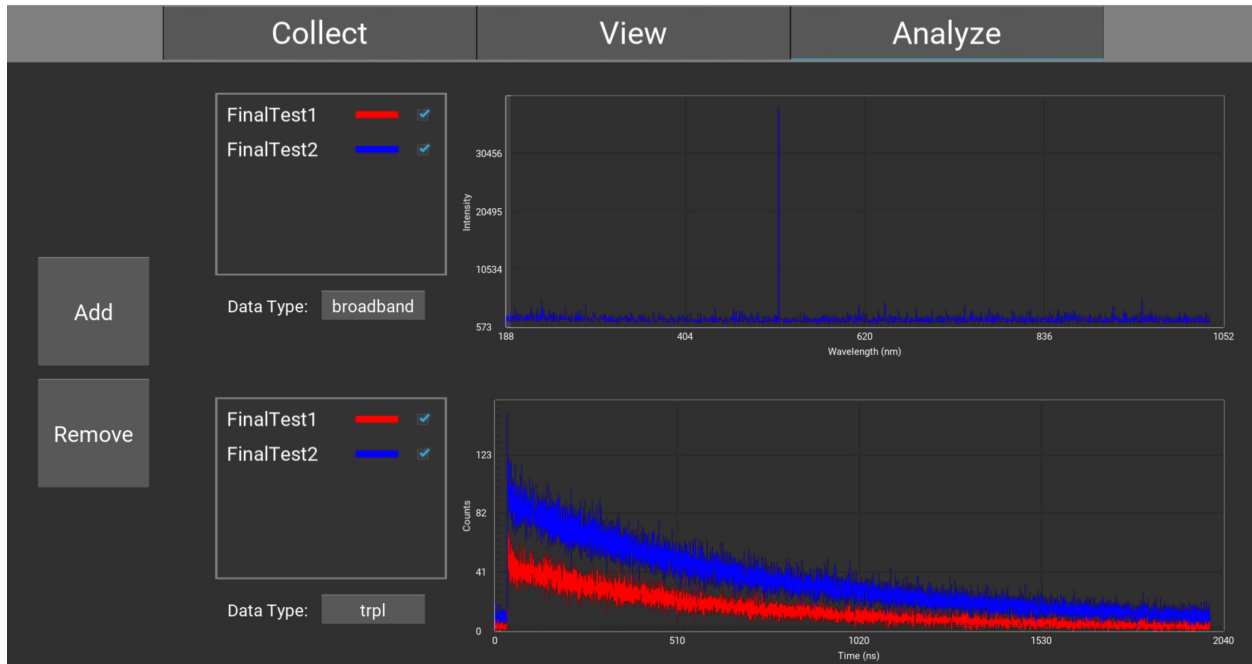 Collect View Analyze
FinalTest1
FinalTest2
Data Type: broadband
Intensity
30456
20495
10534
573
188 404 620 836 1052
Wavelength (nm)
Add
Remove
FinalTest1
FinalTest2
Data Type: trpl
Counts
123
82
41
0
0 510 1020 1530 2040
Time (ns)